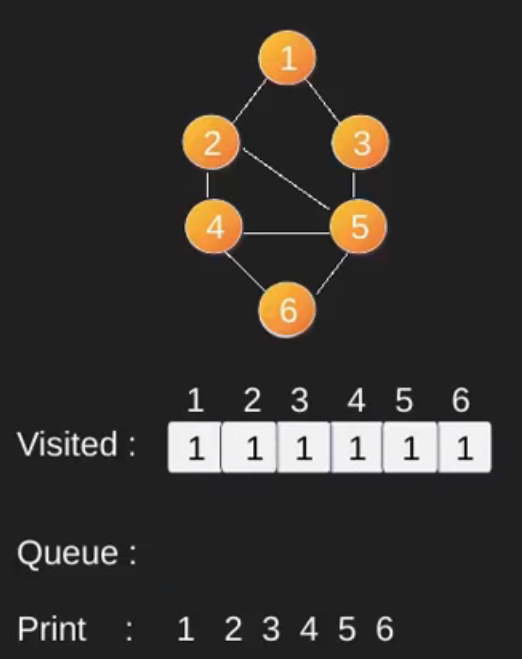 1
2 3
4 5
6
1 2 3 4 5 6
Visited : 1 1 1 1 1 1
Queue :
Print : 1 2 3 4 5 6